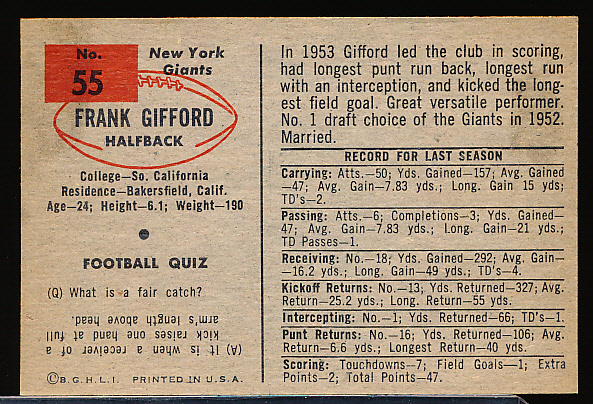 No.
55
New York
Giants
FRANK GIFFORD
HALFBACK
College—So. California
Residence—Bakersfield, Calif.
Age—24; Height—6.1; Weight—190
FOOTBALL QUIZ
(Q) What is a fair catch?
(A) It is when a receiver of a
kick raises one hand at full
arm's length above head.
©B.G.H.L.I. PRINTED IN U.S.A.
In 1953 Gifford led the club in scoring,
had longest punt run back, longest run
with an interception, and kicked the long-
est field goal. Great versatile performer.
No. 1 draft choice of the Giants in 1952.
Married.
RECORD FOR LAST SEASON
Carrying: Atts.—50; Yds. Gained—157; Avg. Gained
—47; Avg. Gain—7.83 yds.; Long. Gain 15 yds;
TD's—2.
Passing: Atts.—6; Completions—3; Yds. Gained—
47; Avg. Gain—7.83 yds.; Long. Gain—21 yds.;
TD Passes—1.
Receiving: No.—18; Yds. Gained—292; Avg. Gain
—16.2 yds.; Long. Gain—49 yds.; TD's—4.
Kickoff Returns: No.—13; Yds. Returned—327; Avg.
Return—25.2 yds.; Long. Return—55 yds.
Intercepting: No.—1; Yds. Returned—66; TD's—1.
Punt Returns: No.—16; Yds. Returned—106; Avg.
Return—6.6 yds.; Longest Return—40 yds.
Scoring: Touchdowns—7; Field Goals—1; Extra
Points—2; Total Points—47.